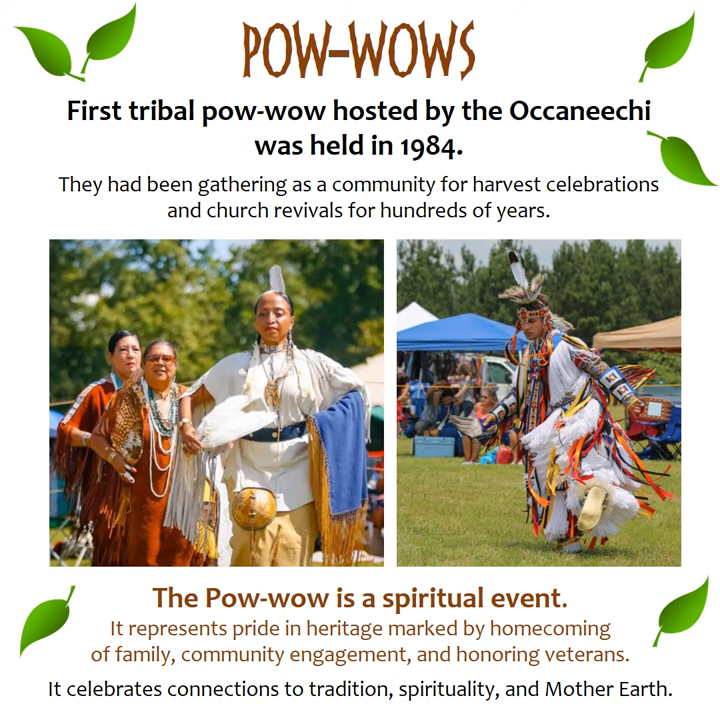 POW-WOWS
First tribal pow-wow hosted by the Occaneechi
was held in 1984.
They had been gathering as a community for harvest celebrations
and church revivals for hundreds of years.
The Pow-wow is a spiritual event.
It represents pride in heritage marked by homecoming
of family, community engagement, and honoring veterans.
It celebrates connections to tradition, spirituality, and Mother Earth.